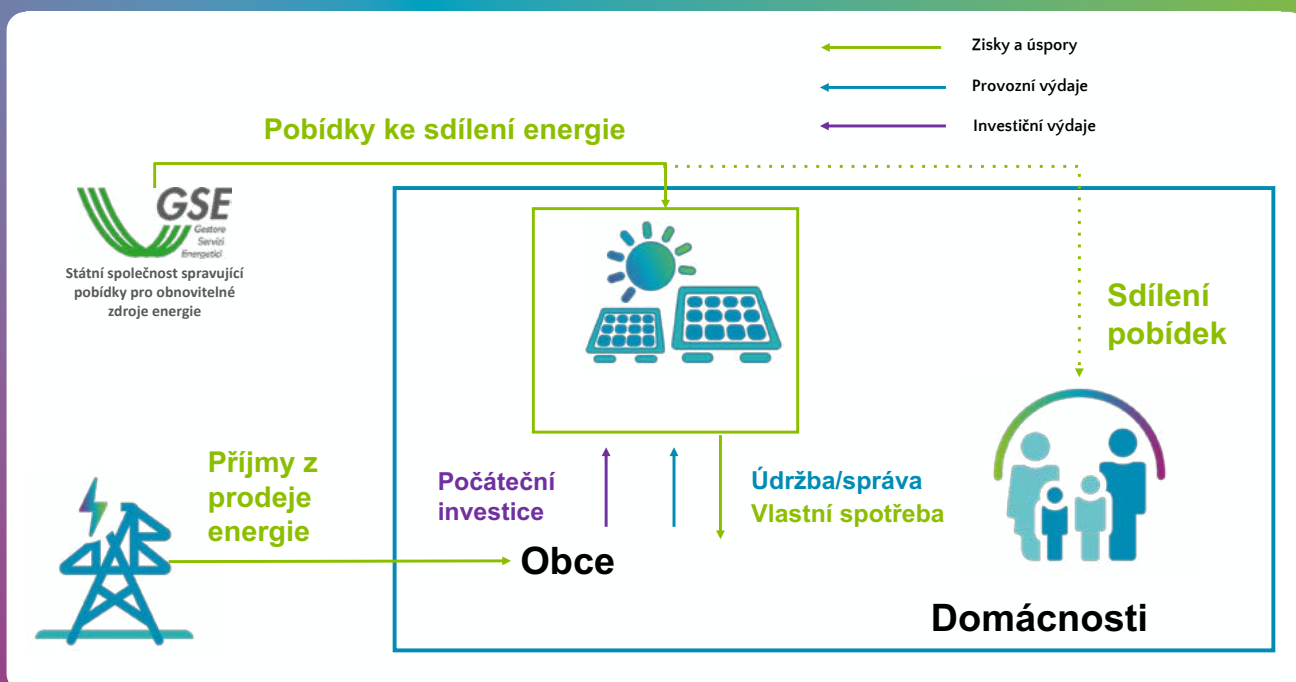 Zisky a úspory
Provozní výdaje
Investiční výdaje
Pobídky ke sdílení energie
GSE
Gestore
Servizi
Energetici
Státní společnost spravující
pobídky pro obnovitelné
zdroje energie
Sdílení
pobídek
Příjmy z
prodeje
energie
Počáteční
investice
Údržba/správa
Vlastní spotřeba
Obce
Domácnosti